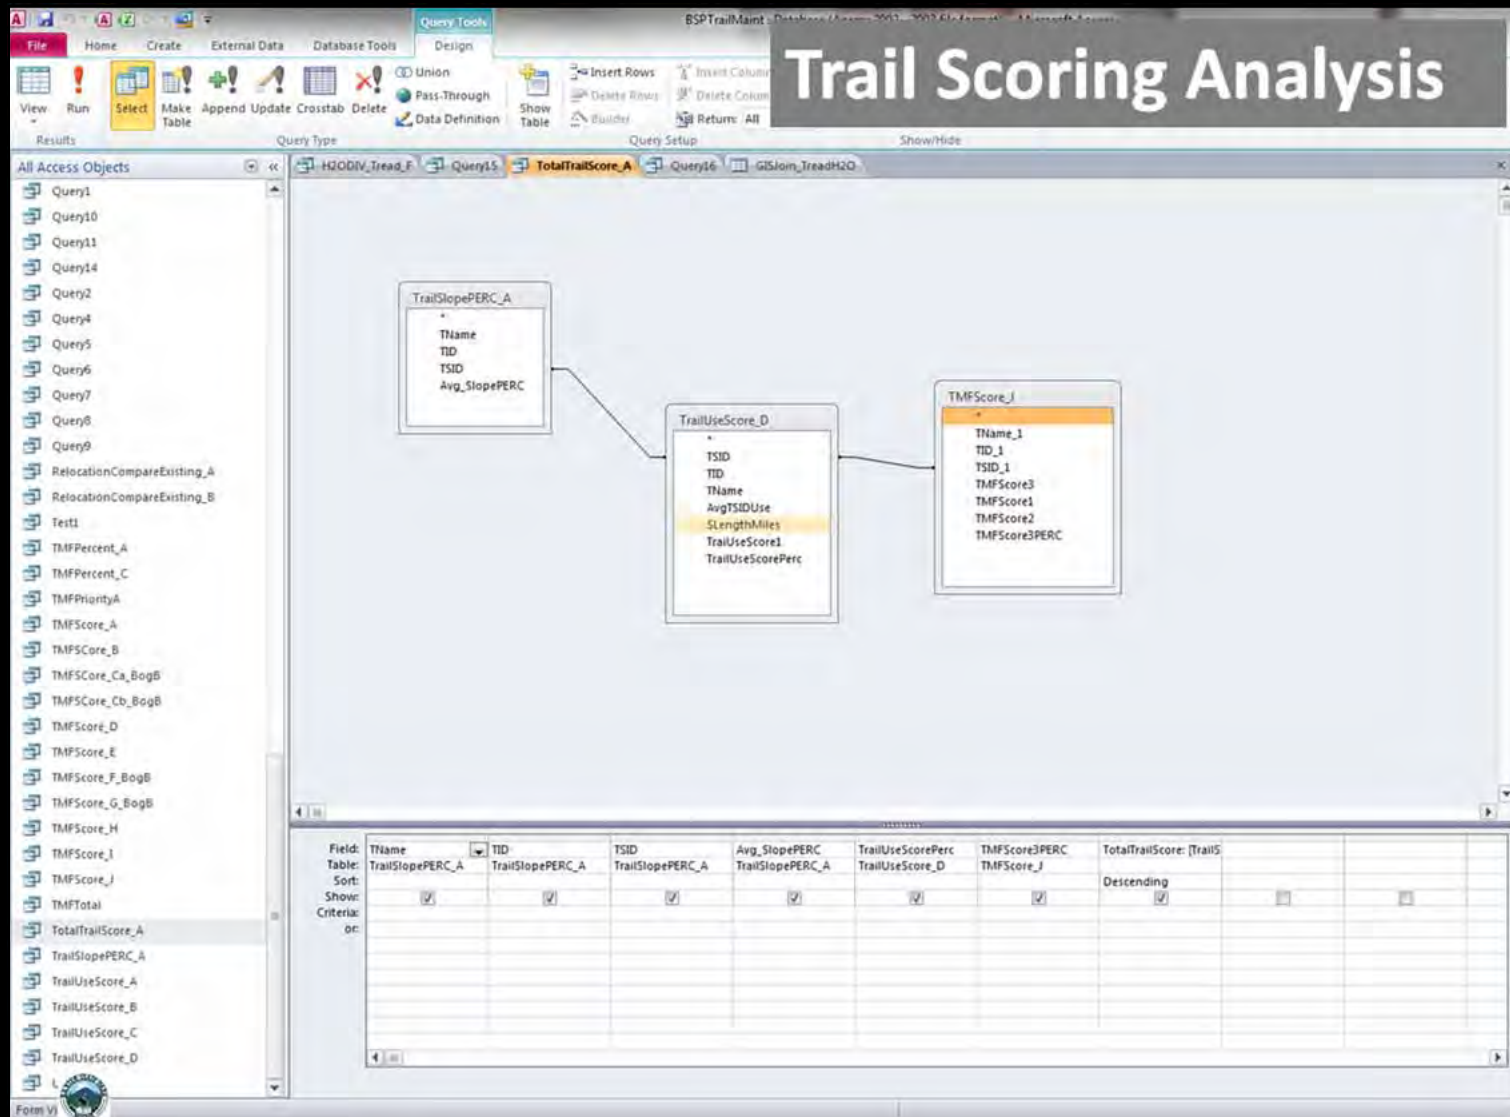 Query Tools
BSPTrailMaint
Trail Scoring Analysis
File Home Create External Data Database Tools Design
View
Run
Select
Make Table
Append Update Crosstab Delete
Union
Pass-Through
Data Definition
Show Table
Insert Rows
Delete Rows
Builder
Delete
Return: All
Results
Query Type
Query Setup
Show/Hide
All Access Objects
H2ODIV_Tread_F Query15 TotalTrailScore_A Query16 GISJoin_TreadH2O
Query1
Query10
Query11
Query14
Query2
Query4
Query5
Query6
Query7
Query8
Query9
RelocationCompareExisting_A
RelocationCompareExisting_B
Test1
TMFPercent_A
TMFPercent_C
TMFPriorityA
TMFScore_A
TMFSCore_B
TMFSCore_Ca_BogB
TMFSCore_Cb_BogB
TMFScore_D
TMFScore_E
TMFScore_F_BogB
TMFScore_G_BogB
TMFScore_H
TMFScore_I
TMFScore_J
TMFTotal
TotalTrailScore_A
TrailSlopePERC_A
TrailUseScore_A
TrailUseScore_B
TrailUseScore_C
TrailUseScore_D
TrailSlopePERC_A
*
TName
TID
TSID
Avg_SlopePERC
TrailUseScore_D
*
TSID
TID
TName
AvgTSIDUse
SLengthMiles
TraiUseScore1
TrailUseScorePerc
TMFScore_J
*
TName_1
TID_1
TSID_1
TMFScore3
TMFScore1
TMFScore2
TMFScore3PERC
Field: TName TID TSID Avg_SlopePERC TrailUseScorePerc TMFScore3PERC TotalTrailScore: [TrailS
Table: TrailSlopePERC_A TrailSlopePERC_A TrailSlopePERC_A TrailSlopePERC_A TrailUseScore_D TMFScore_J
Sort: Descending
Show:
Criteria:
or:
Form Vi